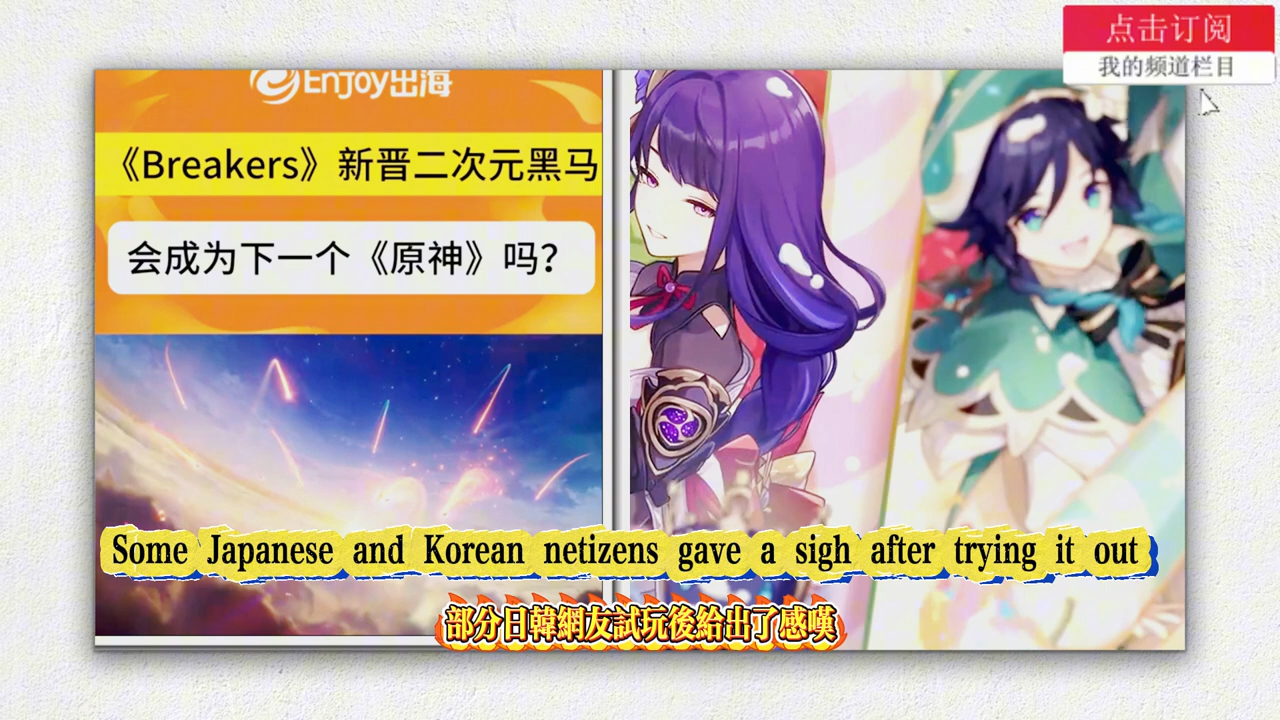 点击订阅
我的频道栏目
EnJoy出海
《Breakers》新晋二次元黑马
会成为下一个《原神》吗?
Some Japanese and Korean netizens gave a sigh after trying it out
部分日韓網友試玩後給出了感嘆